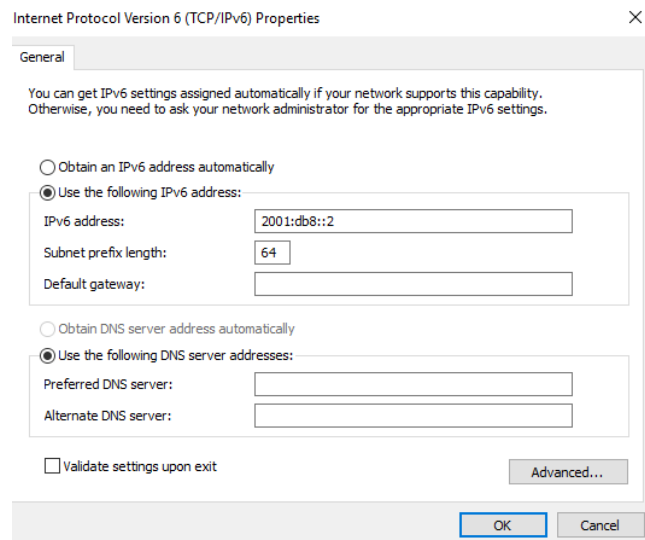 Internet Protocol Version 6 (TCP/IPv6) Properties
General
You can get IPv6 settings assigned automatically if your network supports this capability.
Otherwise, you need to ask your network administrator for the appropriate IPv6 settings.
Obtain an IPv6 address automatically
Use the following IPv6 address:
IPv6 address: 2001:db8::2
Subnet prefix length: 64
Default gateway:
Obtain DNS server address automatically
Use the following DNS server addresses:
Preferred DNS server:
Alternate DNS server:
Validate settings upon exit
Advanced...
OK Cancel